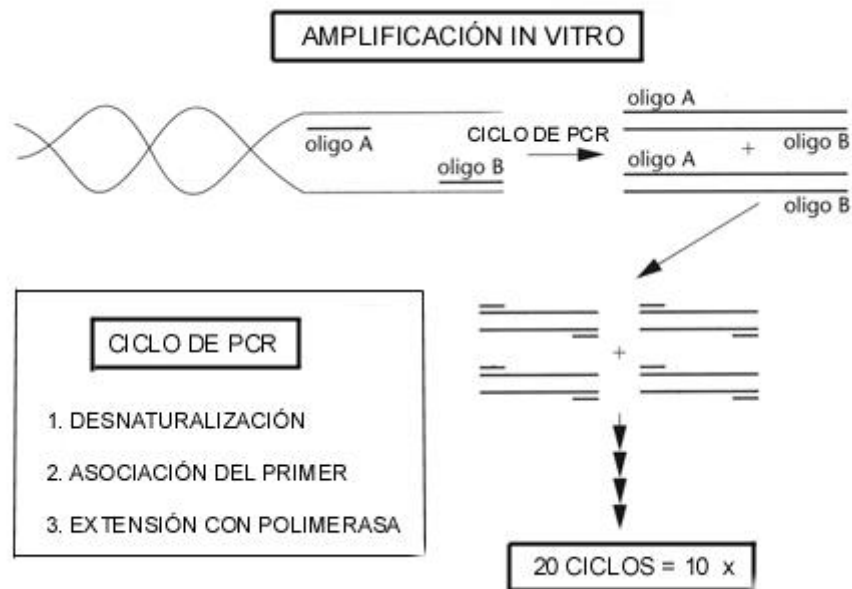 AMPLIFICACIÓN IN VITRO
oligo A
oligo B
CICLO DE PCR
oligo A
+
oligo B
oligo A
oligo B
CICLO DE PCR
1. DESNATURALIZACIÓN
2. ASOCIACIÓN DEL PRIMER
3. EXTENSIÓN CON POLIMERASA
+
20 CICLOS = 10 x